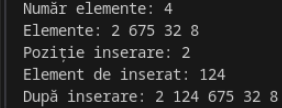 Număr elemente: 4
Elemente: 2 675 32 8
Poziție inserare: 2
Element de inserat: 124
După inserare: 2 124 675 32 8